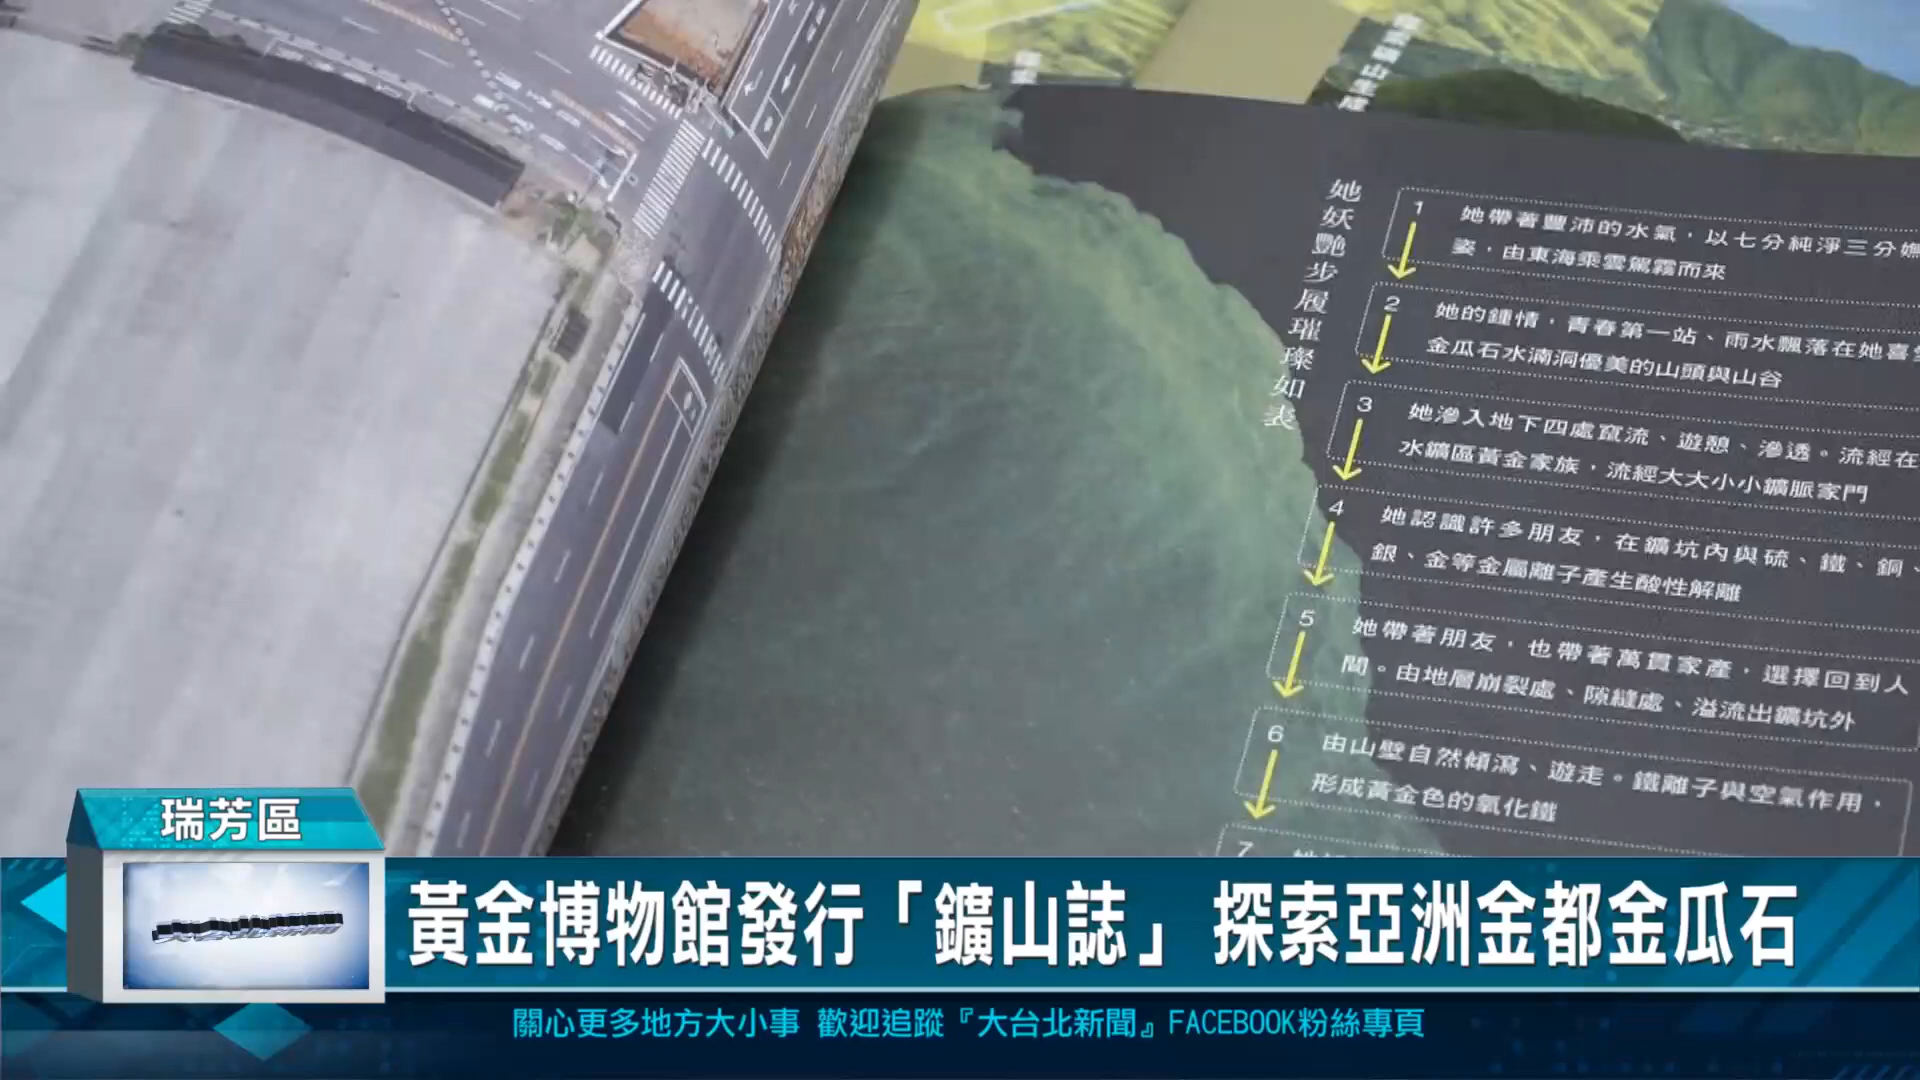 她妖艷步履璀璨如表
1 她帶著豐沛的水氣，以七分純淨三分嫵
姿，由東海乘雲駕霧而來
2 她的鍾情，青春第一站、雨水飄落在她喜
金瓜石水湳洞優美的山頭與山谷
3 她滲入地下四處竄流、遊憩、滲透。流經在
水鑛區黃金家族，流經大大小小鑛脈家門
4 她認識許多朋友，在鑛坑內與硫、鐵、銅、
銀、金等金屬離子產生酸性解離
5 她帶著朋友，也帶著萬貫家產，選擇回到人
間。由地層崩裂處、隙縫處、溢流出鑛坑外
6 由山壁自然傾瀉、遊走。鐵離子與空氣作用，
形成黃金色的氧化鐵
7
瑞芳區
黃金博物館發行「鑛山誌」 探索亞洲金都金瓜石
關心更多地方大小事 歡迎追蹤『大台北新聞』FACEBOOK粉絲專頁